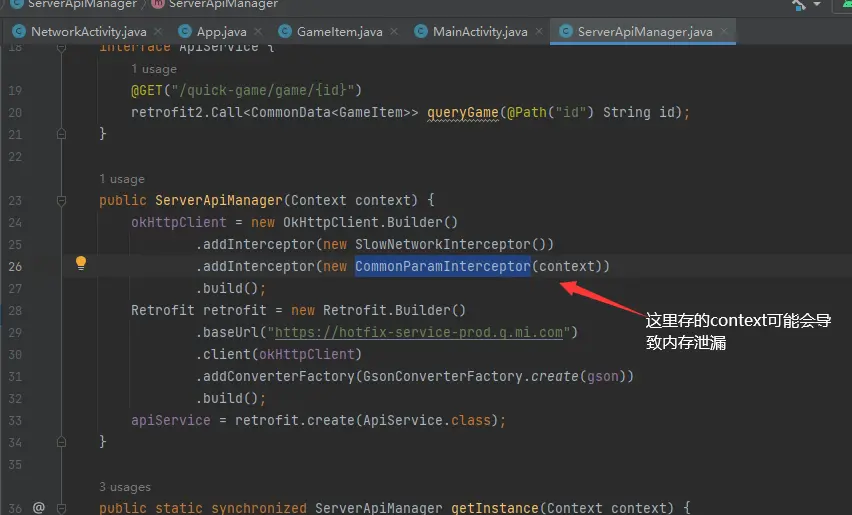 ServerApiManager ServerApiManager
NetworkActivity.java App.java GameItem.java MainActivity.java ServerApiManager.java
18 interface ApiService {
1 usage
19 @GET("/quick-game/game/{id}")
20 retrofit2.Call<CommonData<GameItem>> queryGame(@Path("id") String id);
21 }
22
1 usage
23 public ServerApiManager(Context context) {
24 okHttpClient = new OkHttpClient.Builder()
25 .addInterceptor(new SlowNetworkInterceptor())
26 .addInterceptor(new CommonParamInterceptor(context))
27 .build();
28 Retrofit retrofit = new Retrofit.Builder()
29 .baseUrl("https://hotfix-service-prod.g.mi.com")
30 .client(okHttpClient)
31 .addConverterFactory(GsonConverterFactory.create(gson))
32 .build();
33 apiService = retrofit.create(ApiService.class);
34 }
35
3 usages
36 @ public static synchronized ServerApiManager getInstance(Context context) {
这里存的context可能会导
致内存泄漏